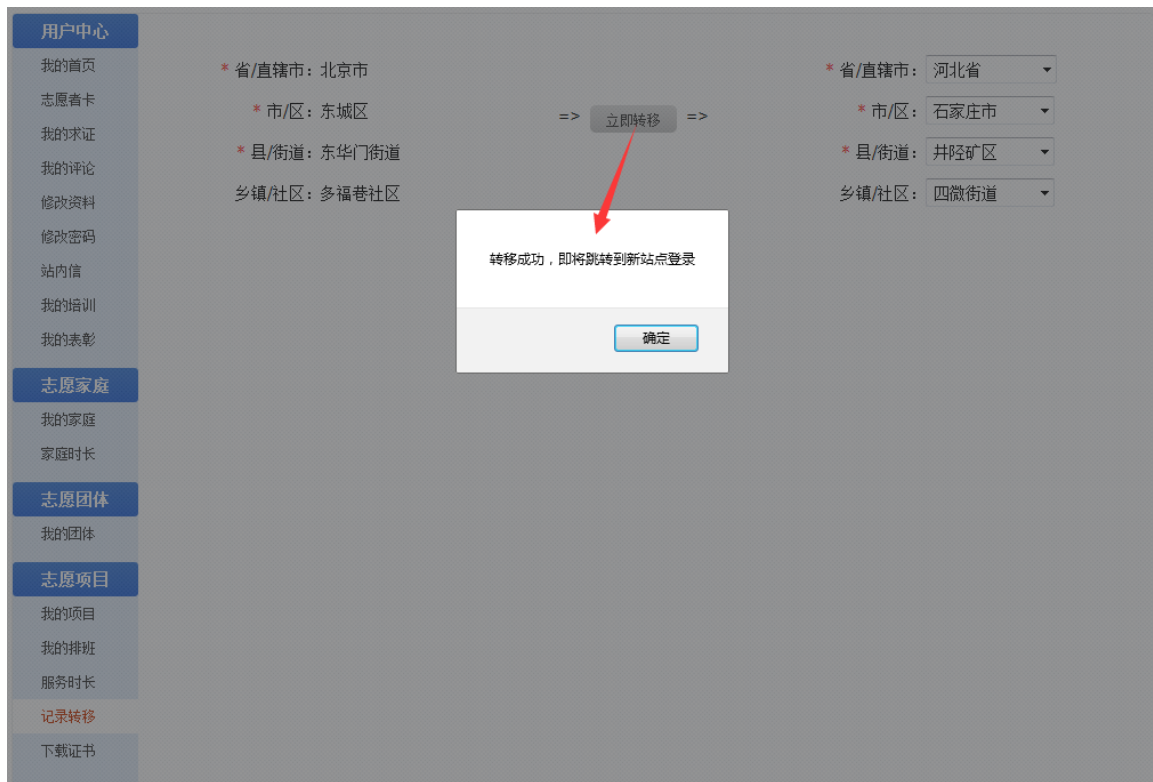 用户中心
我的首页
志愿者卡
我的求证
我的评论
修改资料
修改密码
站内信
我的培训
我的表彰
志愿家庭
我的家庭
家庭时长
志愿团体
我的团体
志愿项目
我的项目
我的排班
服务时长
记录转移
下载证书
* 省/直辖市：北京市
* 市/区：东城区
* 县/街道：东华门街道
乡镇/社区：多福巷社区
=> 立即转移 =>
* 省/直辖市：河北省
* 市/区：石家庄市
* 县/街道：井陉矿区
乡镇/社区：四微街道
转移成功，即将跳转到新站点登录
确定